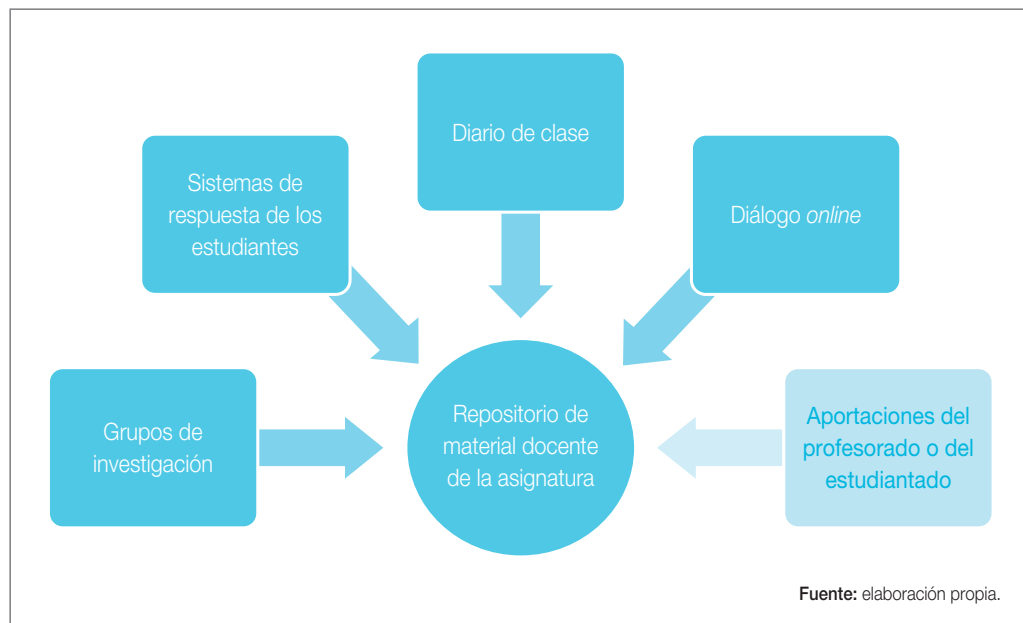 Diario de clase
Sistemas de
respuesta de los
estudiantes
Diálogo online
Grupos de
investigación
Repositorio de
material docente
de la asignatura
Aportaciones del
profesorado o del
estudiantado
Fuente: elaboración propia.